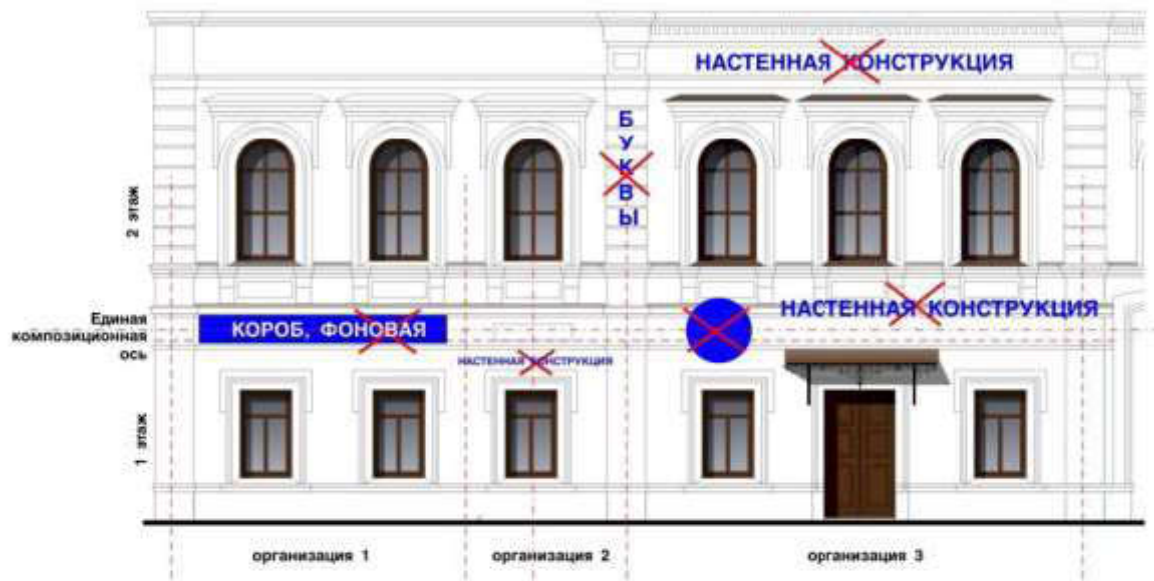 НАСТЕННАЯ КОНСТРУКЦИЯ
БУКВЫ
2 этаж
НАСТЕННАЯ КОНСТРУКЦИЯ
Единая
композиционная
ось
КОРОБ, ФОНОВАЯ
НАСТЕННАЯ КОНСТРУКЦИЯ
1 этаж
организация 1
организация 2
организация 3